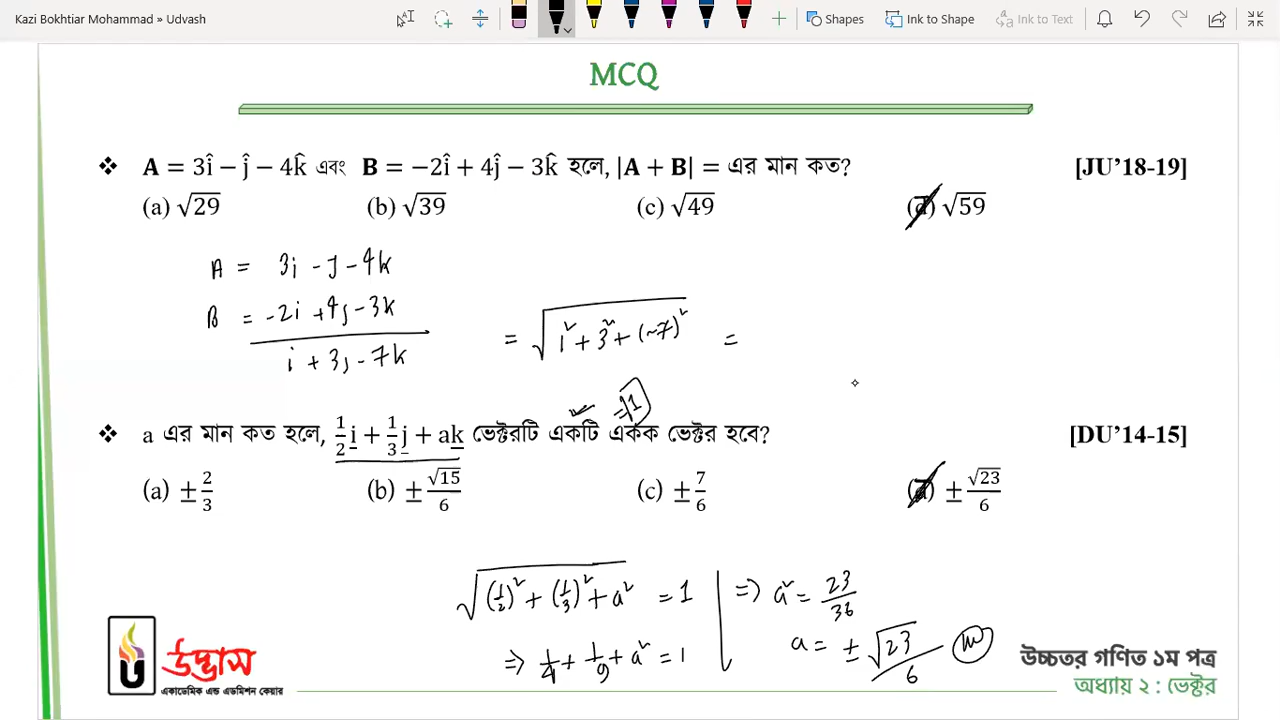 Kazi Bokhtiar Mohammad » Udvash
Shapes Ink to Shape Ink to Text
MCQ
❖ A = 3î − ĵ − 4k̂ এবং B = −2î + 4ĵ − 3k̂ হলে, |A + B| = এর মান কত? [JU’18-19]
(a) √29 (b) √39 (c) √49 (d) √59
A = 3i - j - 4k
B = -2i + 4j - 3k
i + 3j - 7k
= √(1² + 3² + (-7)²) =
= 1
❖ a এর মান কত হলে, 1/2 i + 1/3 j + ak ভেক্টরটি একটি একক ভেক্টর হবে? [DU’14-15]
(a) ± 2/3 (b) ± √15/6 (c) ± 7/6 (d) ± √23/6
√((1/2)² + (1/3)² + a²) = 1
⇒ 1/4 + 1/9 + a² = 1
⇒ a² = 23/36
a = ± √23/6
উদ্ভাস
একাডেমিক এন্ড এডমিশন কেয়ার
উচ্চতর গণিত ১ম পত্র
অধ্যায় ২ : ভেক্টর